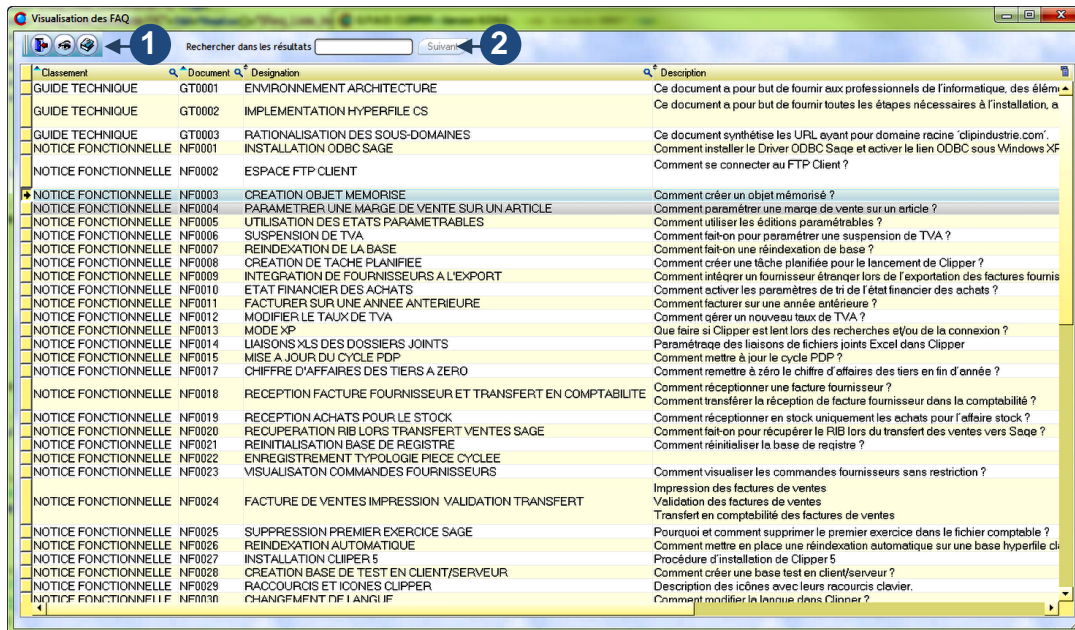 Visualisation des FAQ
1 Rechercher dans les résultats Suivant 2
Classement Document Designation Description
GUIDE TECHNIQUE GT0001 ENVIRONNEMENT ARCHITECTURE Ce document a pour but de fournir aux professionels de l'informatique, des élém
GUIDE TECHNIQUE GT0002 IMPLEMENTATION HYPERFILE CS Ce document a pour but de fournir toutes les étapes nécessaires à l'installation, a
GUIDE TECHNIQUE GT0003 RATIONALISATION DES SOUS-DOMAINES Ce document synthétise les URL ayant pour domaine racine 'clipindustrie.com'.
NOTICE FONCTIONNELLE NF0001 INSTALLATION ODBC SAGE Comment installer le Driver ODBC Sage et activer le lien ODBC sous Windows XP
NOTICE FONCTIONNELLE NF0002 ESPACE FTP CLIENT Comment se connecter au FTP Client ?
NOTICE FONCTIONNELLE NF0003 CREATION OBJET MEMORISE Comment créer un objet mémorisé ?
NOTICE FONCTIONNELLE NF0004 PARAMETRER UNE MARGE DE VENTE SUR UN ARTICLE Comment paramétrer une marge de vente sur un article ?
NOTICE FONCTIONNELLE NF0005 UTILISATION DES ETATS PARAMETRABLES Comment utiliser les éditions paramétrables ?
NOTICE FONCTIONNELLE NF0006 SUSPENSION DE TVA Comment fait-on pour paramétrer une suspension de TVA ?
NOTICE FONCTIONNELLE NF0007 REINDEXATION DE LA BASE Comment fait-on une réindexation de base ?
NOTICE FONCTIONNELLE NF0008 CREATION DE TACHE PLANIFIEE Comment créer une tâche planifiée pour le lancement de Clipper ?
NOTICE FONCTIONNELLE NF0009 INTEGRATION DE FOURNISSEURS A L'EXPORT Comment intégrer un fournisseur étranger lors de l'exportation des factures fournis
NOTICE FONCTIONNELLE NF0010 ETAT FINANCIER DES ACHATS Comment activer les paramètres de tri de l'état financier des achats ?
NOTICE FONCTIONNELLE NF0011 FACTURER SUR UNE ANNEE ANTERIEURE Comment facturer sur une année antérieure ?
NOTICE FONCTIONNELLE NF0012 MODIFIER LE TAUX DE TVA Comment gérer un nouveau taux de TVA ?
NOTICE FONCTIONNELLE NF0013 MODE XP Que faire si Clipper est lent lors des recherches et/ou de la connexion ?
NOTICE FONCTIONNELLE NF0014 LIAISONS XLS DES DOSSIERS JOINTS Paramétrage des liaisons de fichiers joints Excel dans Clipper
NOTICE FONCTIONNELLE NF0015 MISE A JOUR DU CYCLE PDP Comment mettre à jour le cycle PDP ?
NOTICE FONCTIONNELLE NF0017 CHIFFRE D'AFFAIRES DES TIERS A ZERO Comment remettre à zéro le chiffre d'affaires des tiers en fin d'année ?
NOTICE FONCTIONNELLE NF0018 RECEPTION FACTURE FOURNISSEUR ET TRANSFERT EN COMPTABILITE Comment réceptionner une facture fournisseur ?
Comment transférer la réception de facture fournisseur dans la comptabilité ?
NOTICE FONCTIONNELLE NF0019 RECEPTION ACHATS POUR LE STOCK Comment réceptionner en stock uniquement les achats pour l'affaire stock ?
NOTICE FONCTIONNELLE NF0020 RECUPERATION RIB LORS TRANSFERT VENTES SAGE Comment fait-on pour récupérer le RIB lors du transfert des ventes vers Sage ?
NOTICE FONCTIONNELLE NF0021 REINITIALISATION BASE DE REGISTRE Comment réinitialiser la base de registre ?
NOTICE FONCTIONNELLE NF0022 ENREGISTREMENT TYPOLOGIE PIECE CYCLEE
NOTICE FONCTIONNELLE NF0023 VISUALISATON COMMANDES FOURNISSEURS Comment visualiser les commandes fournisseurs sans restriction ?
NOTICE FONCTIONNELLE NF0024 FACTURE DE VENTES IMPRESSION VALIDATION TRANSFERT Impression des factures de ventes
Validation des factures de ventes
Transfert en comptabilité des factures de ventes
NOTICE FONCTIONNELLE NF0025 SUPPRESSION PREMIER EXERCICE SAGE Pourquoi et comment supprimer le premier exercice dans le fichier comptable ?
NOTICE FONCTIONNELLE NF0026 REINDEXATION AUTOMATIQUE Comment mettre en place une réindexation automatique sur une base hyperfile cli
NOTICE FONCTIONNELLE NF0027 INSTALLATION CLIIPER 5 Procédure d'installation de Clipper 5
NOTICE FONCTIONNELLE NF0028 CREATION BASE DE TEST EN CLIENT/SERVEUR Comment créer une base test en client/serveur ?
NOTICE FONCTIONNELLE NF0029 RACCOURCIS ET ICONES CLIPPER Description des icônes avec leurs racourcis clavier.
NOTICE FONCTIONNELLE NF0030 CHANGEMENT DE LANGUE Comment modifier la langue dans Clipper ?